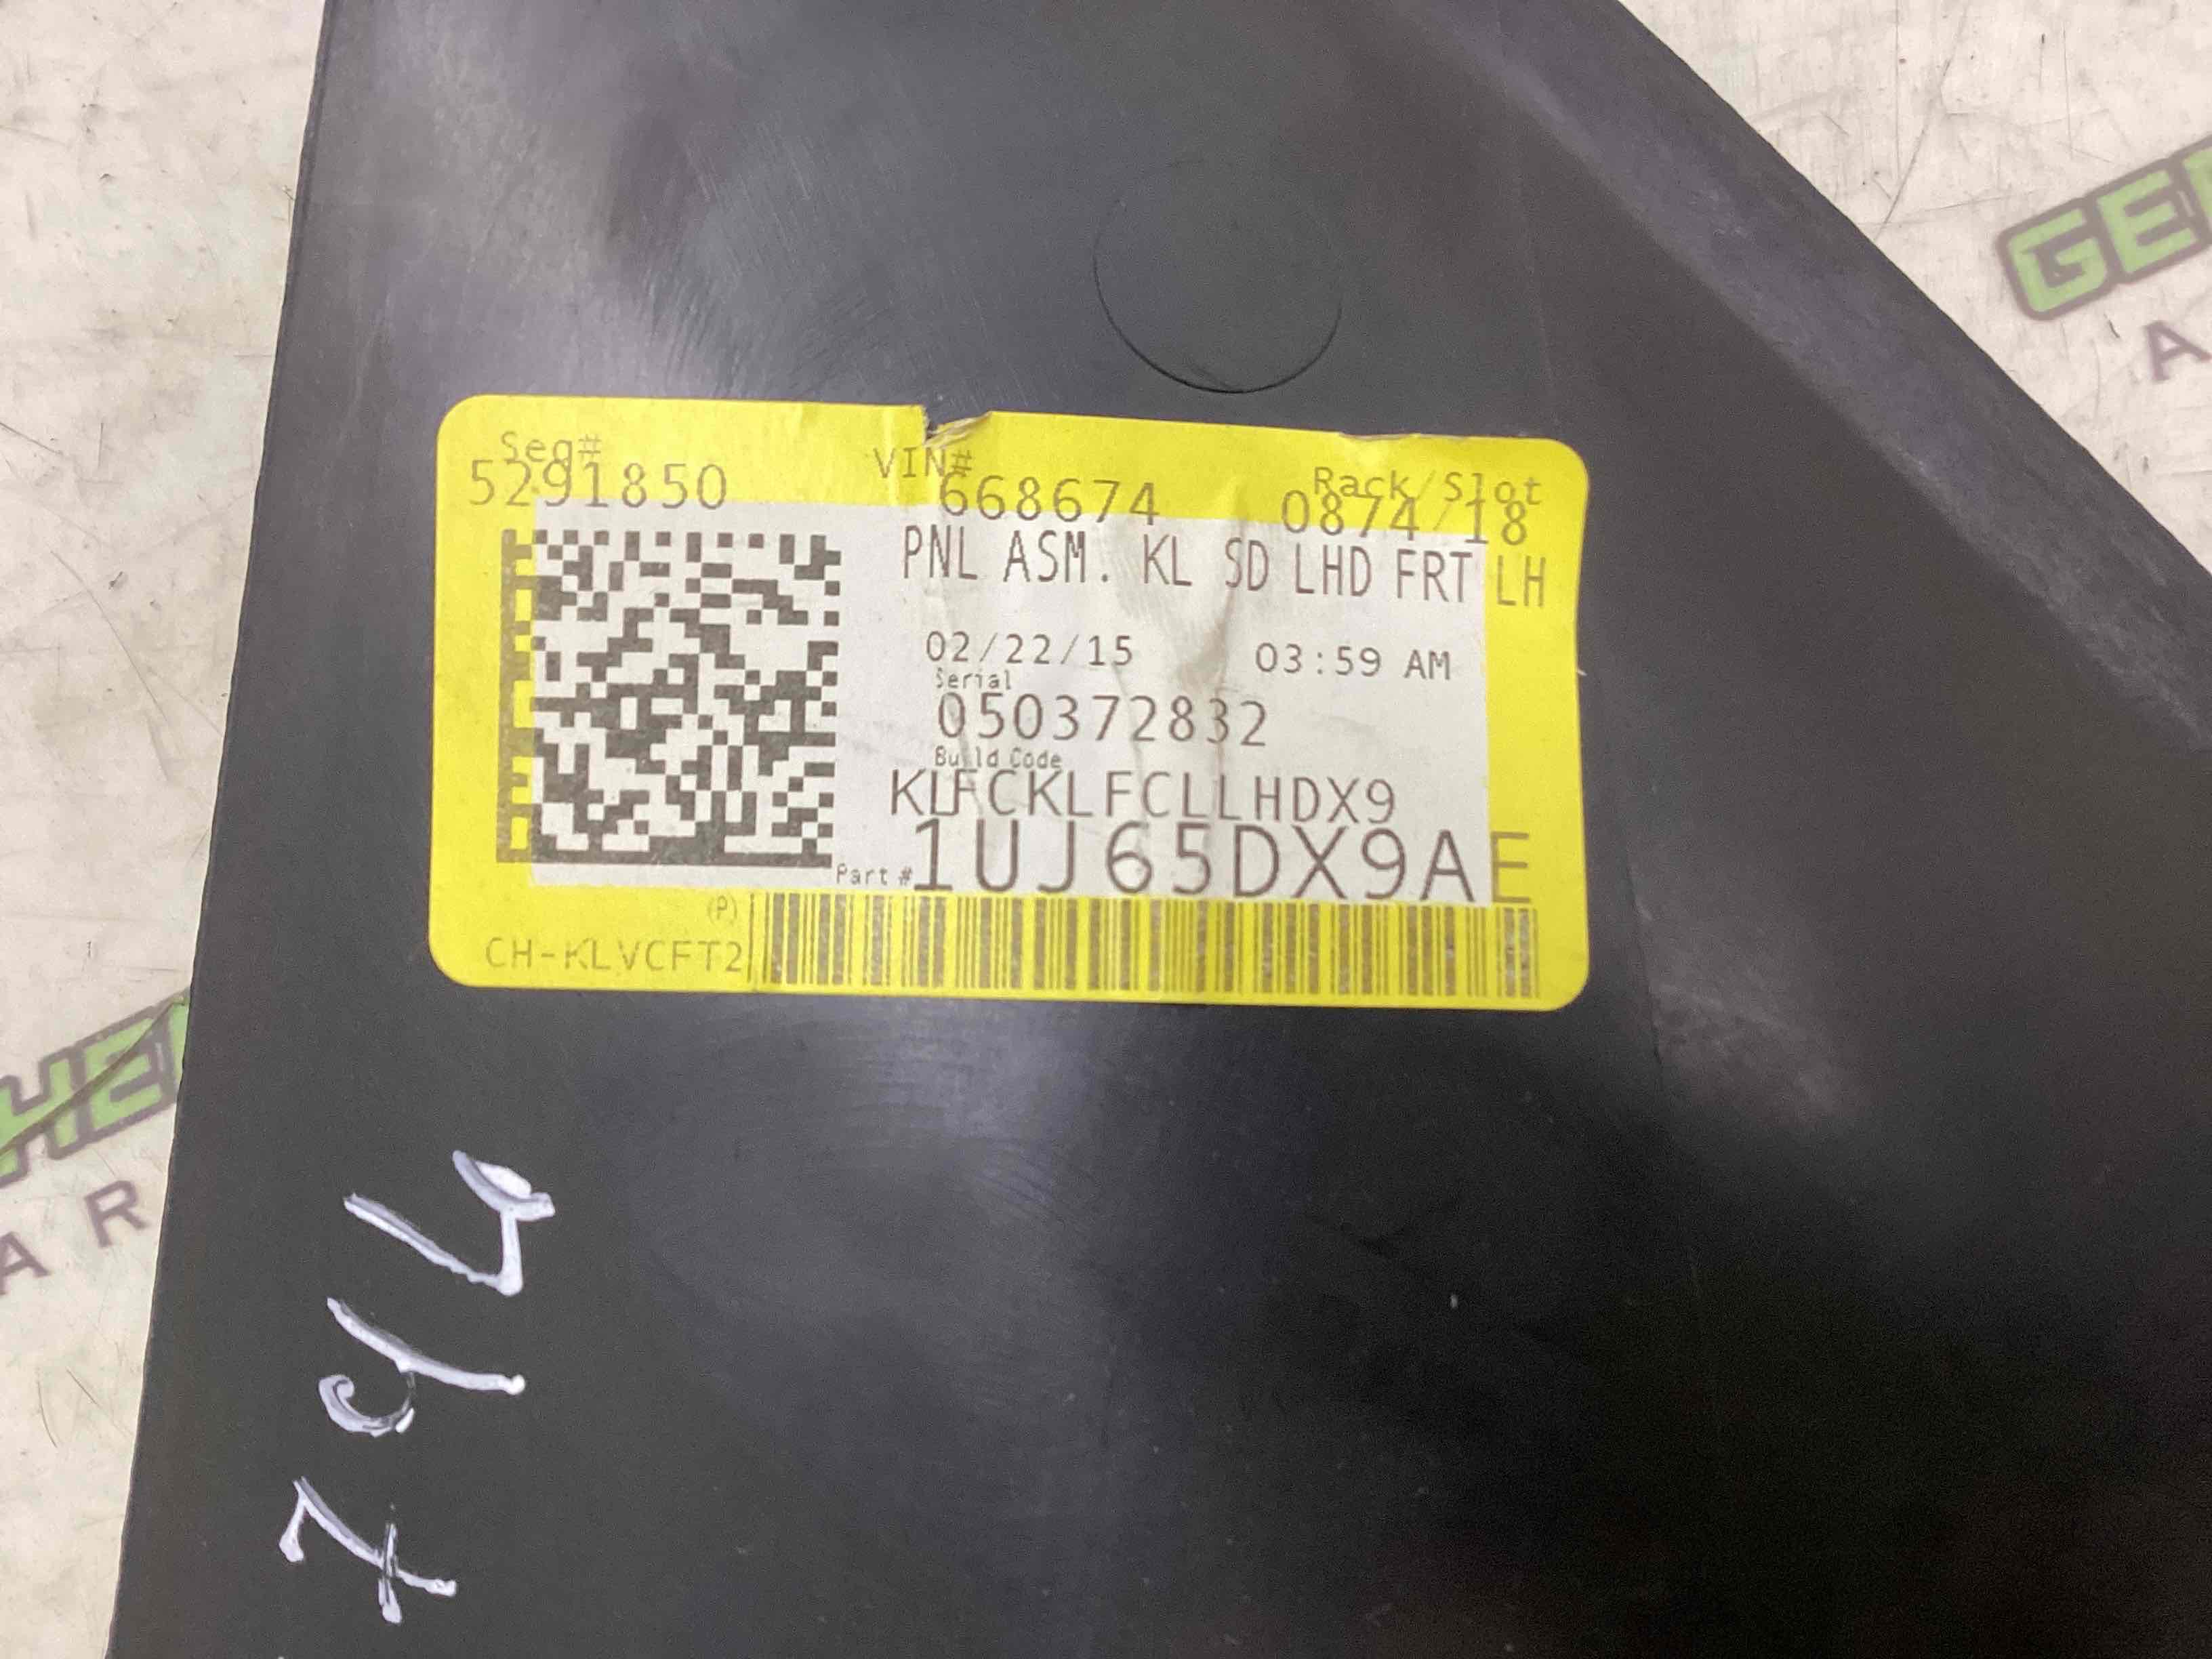 Seq#
5291850
VIN#
668674
Rack/Slot
0874/18
PNL ASM. KL SD LHD FRT LH
02/22/15 03:59 AM
Serial
050372832
Build Code
KLFCKLFCLLHDX9
Part # 1UJ65DX9AE
(P)
CH-KLVCFT2